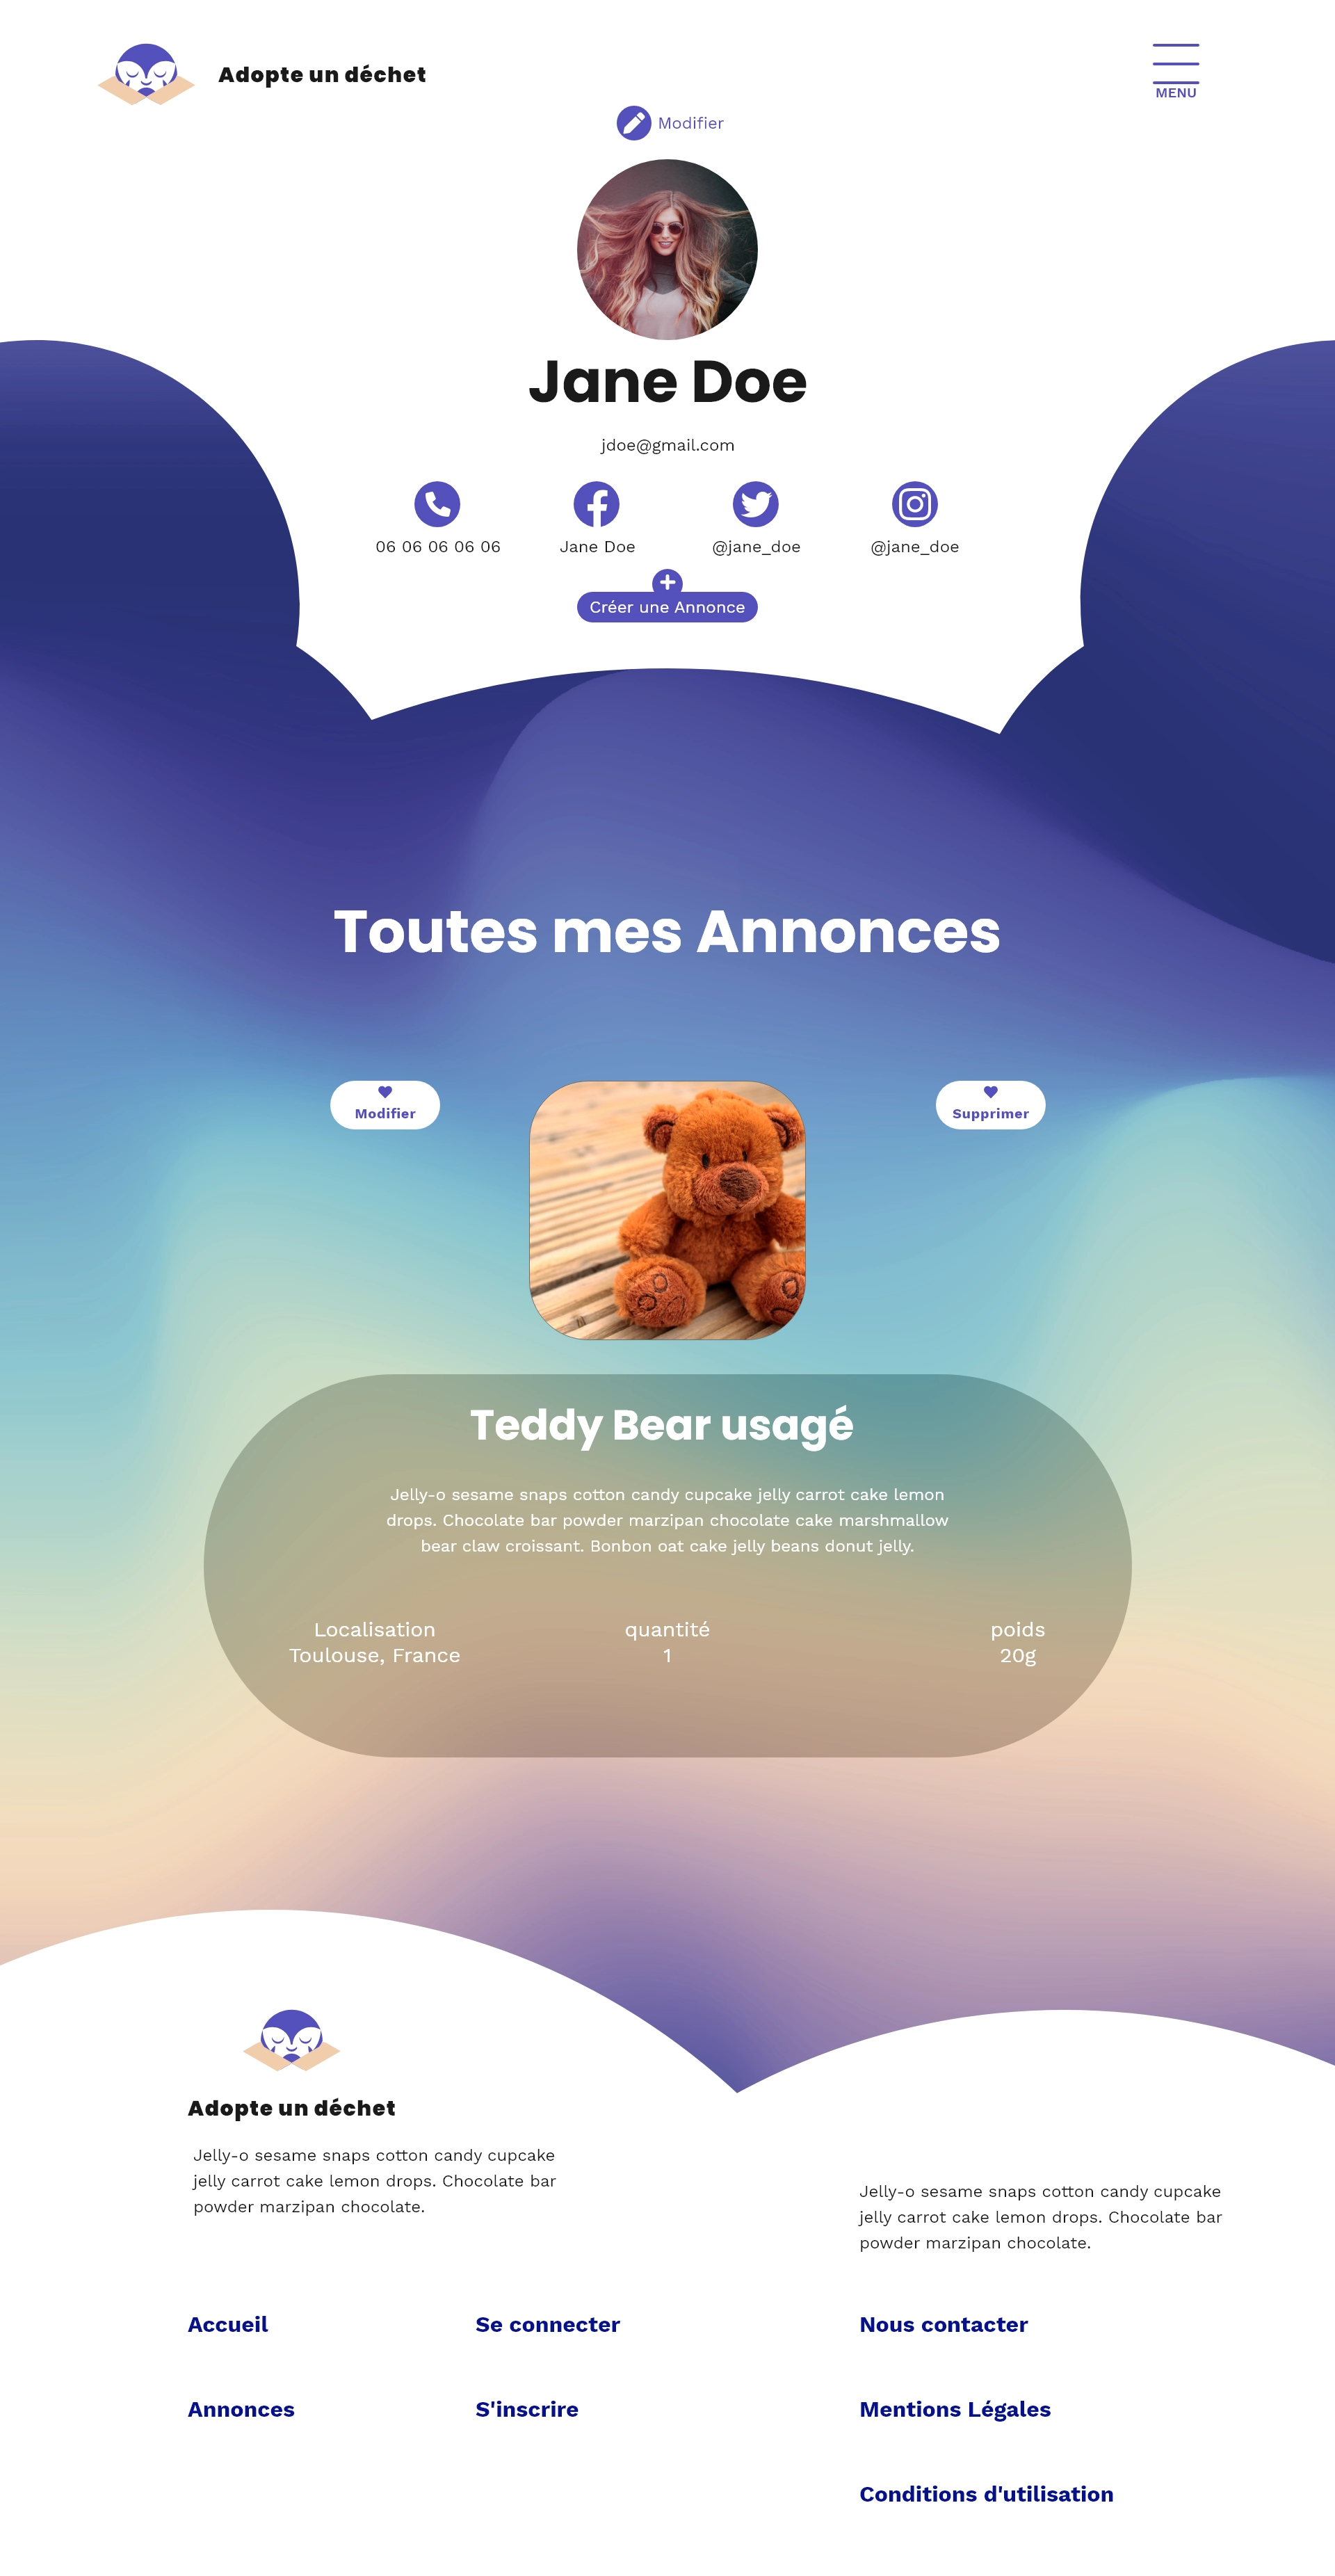 Adopte un déchet
MENU
Modifier
Jane Doe
jdoe@gmail.com
06 06 06 06 06
Jane Doe
@jane_doe
@jane_doe
Créer une Annonce
Toutes mes Annonces
Modifier
Supprimer
Teddy Bear usagé
Jelly-o sesame snaps cotton candy cupcake jelly carrot cake lemon
drops. Chocolate bar powder marzipan chocolate cake marshmallow
bear claw croissant. Bonbon oat cake jelly beans donut jelly.
Localisation
Toulouse, France
quantité
1
poids
20g
Adopte un déchet
Jelly-o sesame snaps cotton candy cupcake
jelly carrot cake lemon drops. Chocolate bar
powder marzipan chocolate.
Jelly-o sesame snaps cotton candy cupcake
jelly carrot cake lemon drops. Chocolate bar
powder marzipan chocolate.
Accueil
Se connecter
Nous contacter
Annonces
S'inscrire
Mentions Légales
Conditions d'utilisation